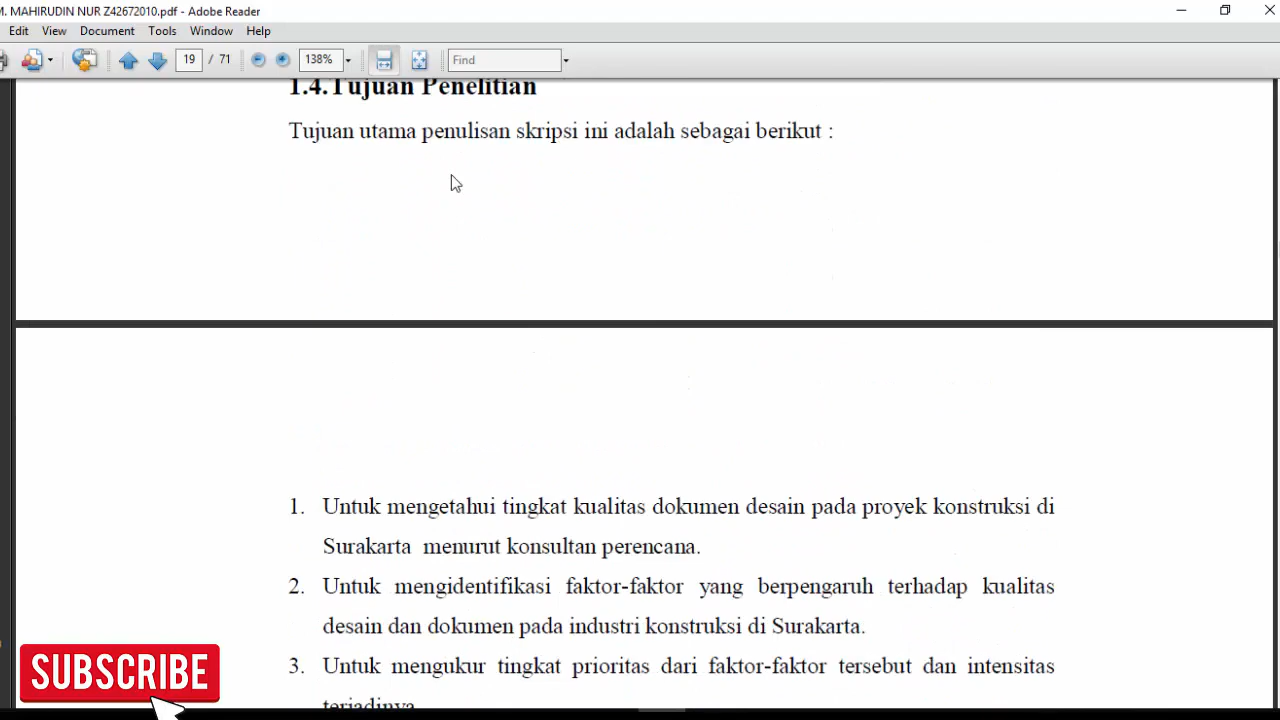 M. MAHIRUDIN NUR Z42672010.pdf - Adobe Reader
Edit View Document Tools Window Help
19 / 71 138% Find
1.4.Tujuan Penelitian
Tujuan utama penulisan skripsi ini adalah sebagai berikut :
1. Untuk mengetahui tingkat kualitas dokumen desain pada proyek konstruksi di
Surakarta menurut konsultan perencana.
2. Untuk mengidentifikasi faktor-faktor yang berpengaruh terhadap kualitas
desain dan dokumen pada industri konstruksi di Surakarta.
3. Untuk mengukur tingkat prioritas dari faktor-faktor tersebut dan intensitas
terjadinya.
SUBSCRIBE